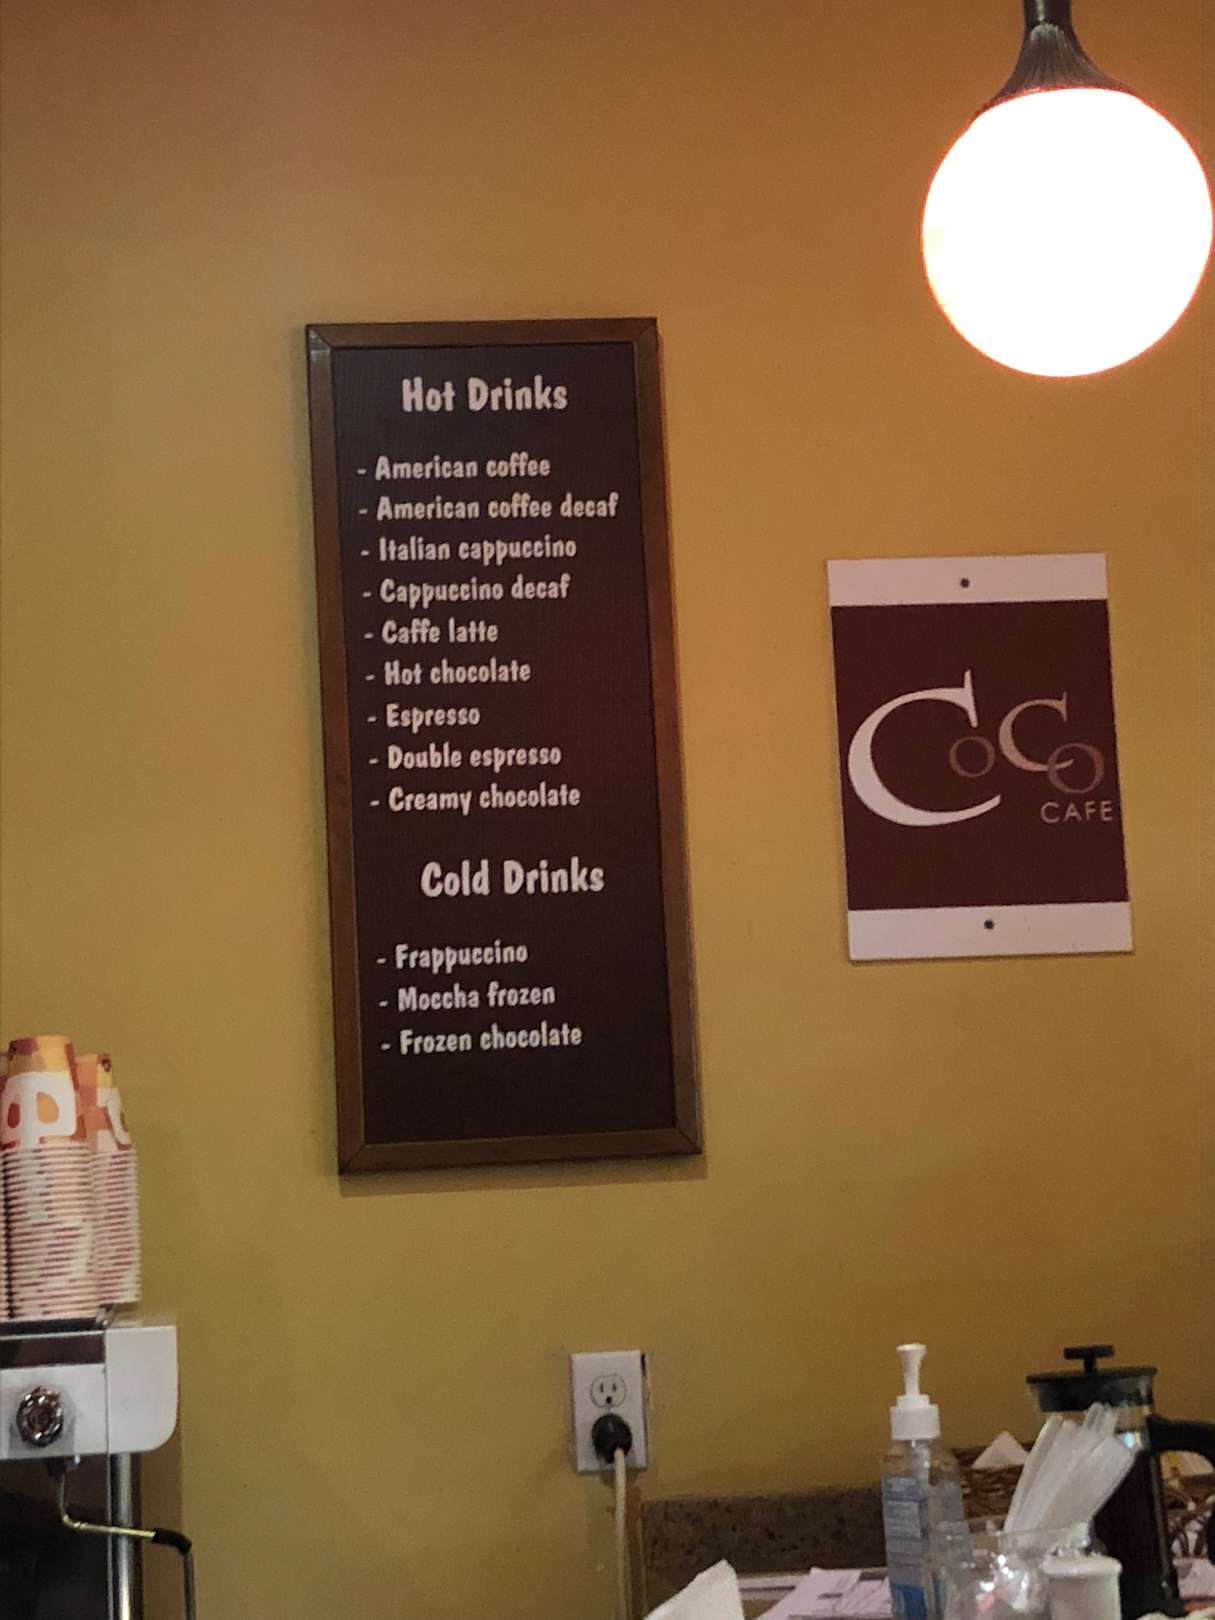 Hot Drinks
- American coffee
- American coffee decaf
- Italian cappuccino
- Cappuccino decaf
- Caffe latte
- Hot chocolate
- Espresso
- Double espresso
- Creamy chocolate
Cold Drinks
- Frappuccino
- Moccha frozen
- Frozen chocolate
CoCo
CAFE